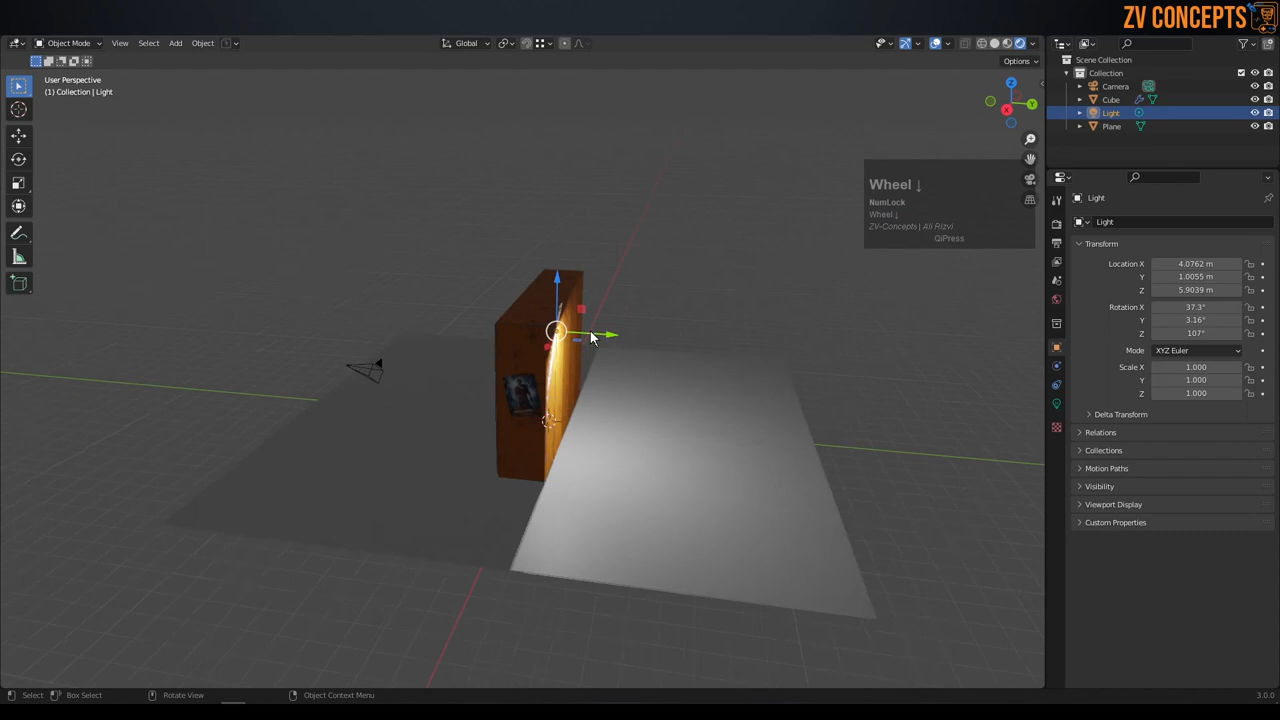 ZV CONCEPTS
Object Mode View Select Add Object Global
Options
User Perspective
(1) Collection | Light
Z
Y
X
Wheel ↓
NumLock
Wheel ↓
ZV-Concepts | Ali Rizvi
QiPress
Scene Collection
Collection
Camera
Cube
Light
Plane
Light
Light
Transform
Location X 4.0762 m
Y 1.0055 m
Z 5.9039 m
Rotation X 37.3°
Y 3.16°
Z 107°
Mode XYZ Euler
Scale X 1.000
Y 1.000
Z 1.000
Delta Transform
Relations
Collections
Motion Paths
Visibility
Viewport Display
Custom Properties
Select Box Select Rotate View Object Context Menu 3.0.0